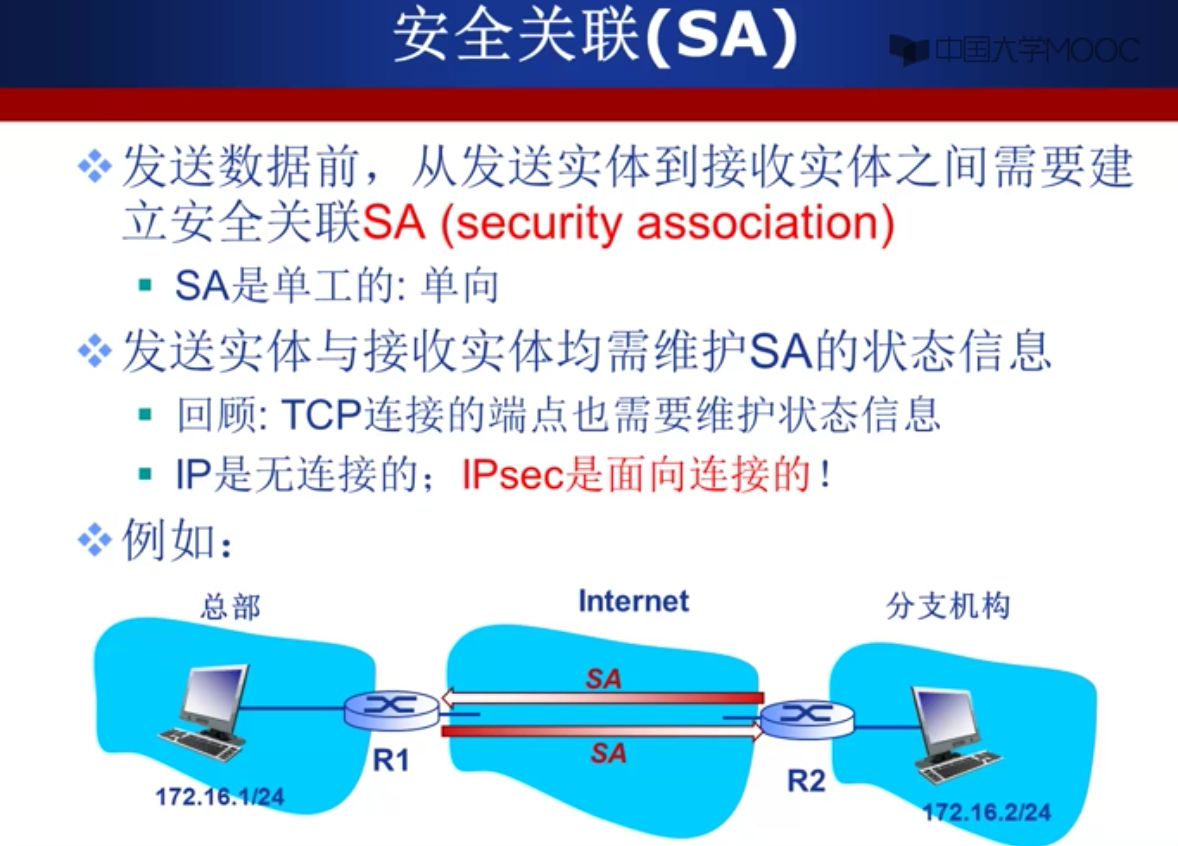 安全关联(SA)
中国大学MOOC
发送数据前，从发送实体到接收实体之间需要建
立安全关联SA (security association)
SA是单工的: 单向
发送实体与接收实体均需维护SA的状态信息
回顾: TCP连接的端点也需要维护状态信息
IP是无连接的；IPsec是面向连接的！
例如：
总部
Internet
分支机构
SA
SA
R1
R2
172.16.1/24
172.16.2/24